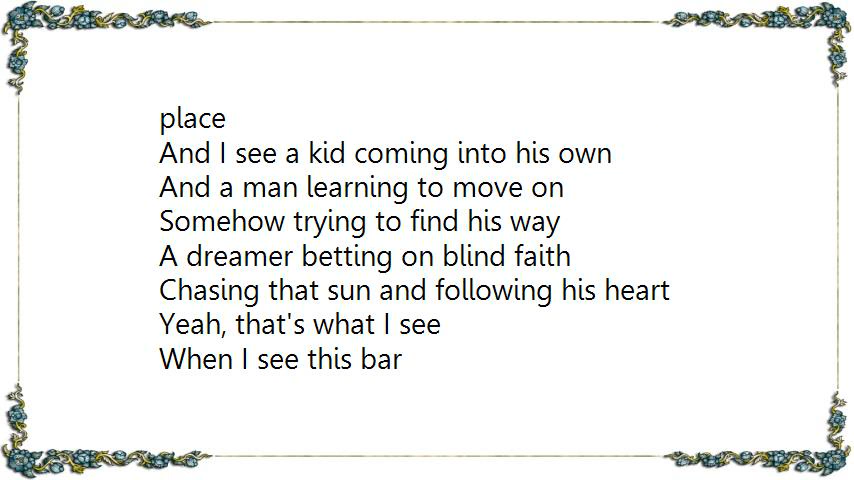 place
And I see a kid coming into his own
And a man learning to move on
Somehow trying to find his way
A dreamer betting on blind faith
Chasing that sun and following his heart
Yeah, that's what I see
When I see this bar